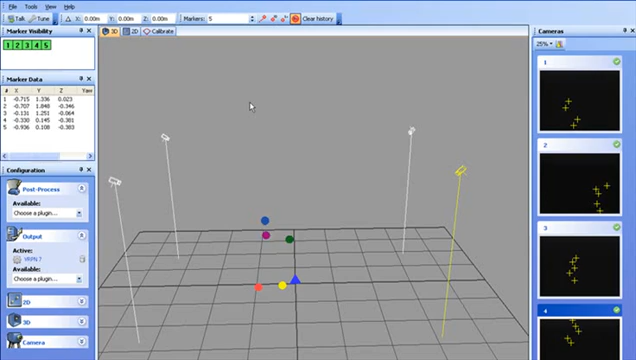 File Tools View Help
Talk Tune X: 0.00m Y: 0.00m Z: 0.00m Markers: 5 Clear history
Marker Visibility
1 2 3 4 5
3D 2D Calibrate
Marker Data
# X Y Z Yaw
1 -0.715 1.336 0.023
2 -0.707 1.848 -0.346
3 -0.131 1.251 -0.064
4 -0.330 0.145 -0.381
5 -0.936 0.108 -0.383
Configuration
Post-Process
Available:
Choose a plugin...
Output
Active:
Available:
Choose a plugin...
2D
3D
Camera
Cameras
25%
1
2
3
4